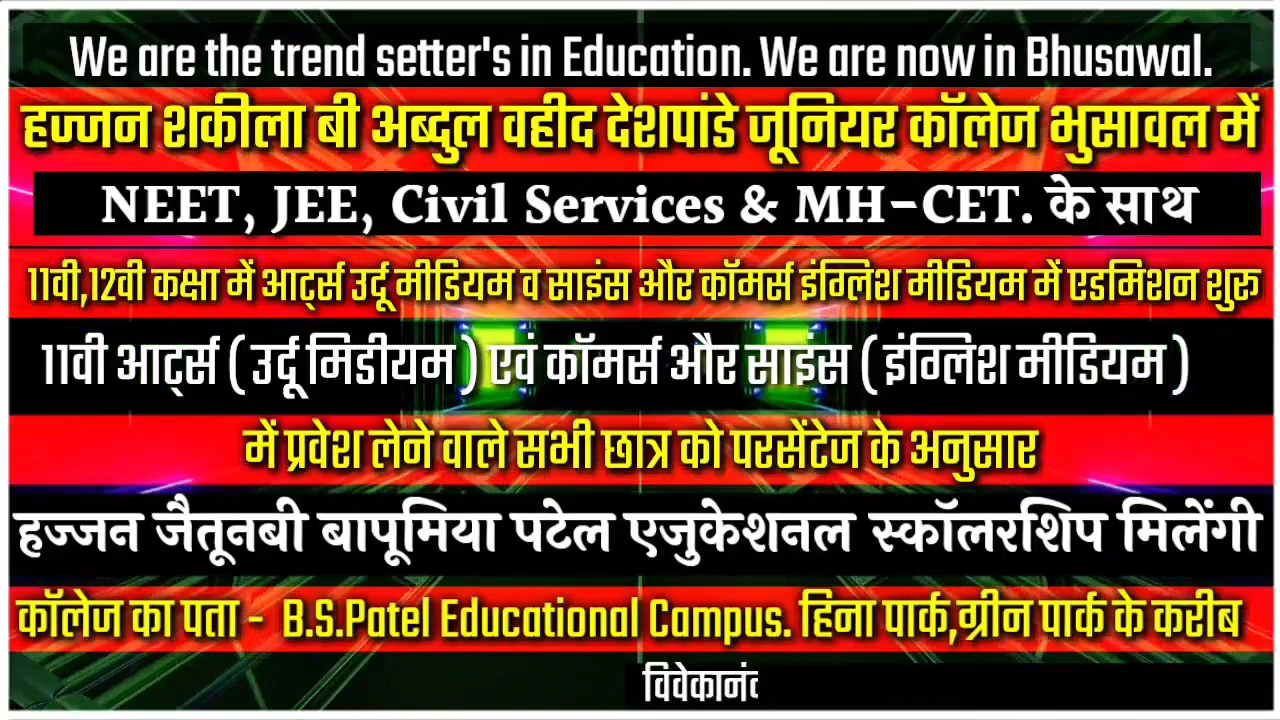 We are the trend setter's in Education. We are now in Bhusawal.
हज्जन शकीला बी अब्दुल वहीद देशपांडे जूनियर कॉलेज भुसावल में
NEET, JEE, Civil Services & MH-CET. के साथ
11वी,12वी कक्षा में आर्ट्स उर्दू मीडियम व साइंस और कॉमर्स इंग्लिश मीडियम में एडमिशन शुरू
11वी आर्ट्स ( उर्दू मिडीयम ) एवं कॉमर्स और साइंस ( इंग्लिश मीडियम )
में प्रवेश लेने वाले सभी छात्र को परसेंटेज के अनुसार
हज्जन जैतूनबी बापूमिया पटेल एजुकेशनल स्कॉलरशिप मिलेंगी
कॉलेज का पता - B.S.Patel Educational Campus. हिना पार्क,ग्रीन पार्क के करीब